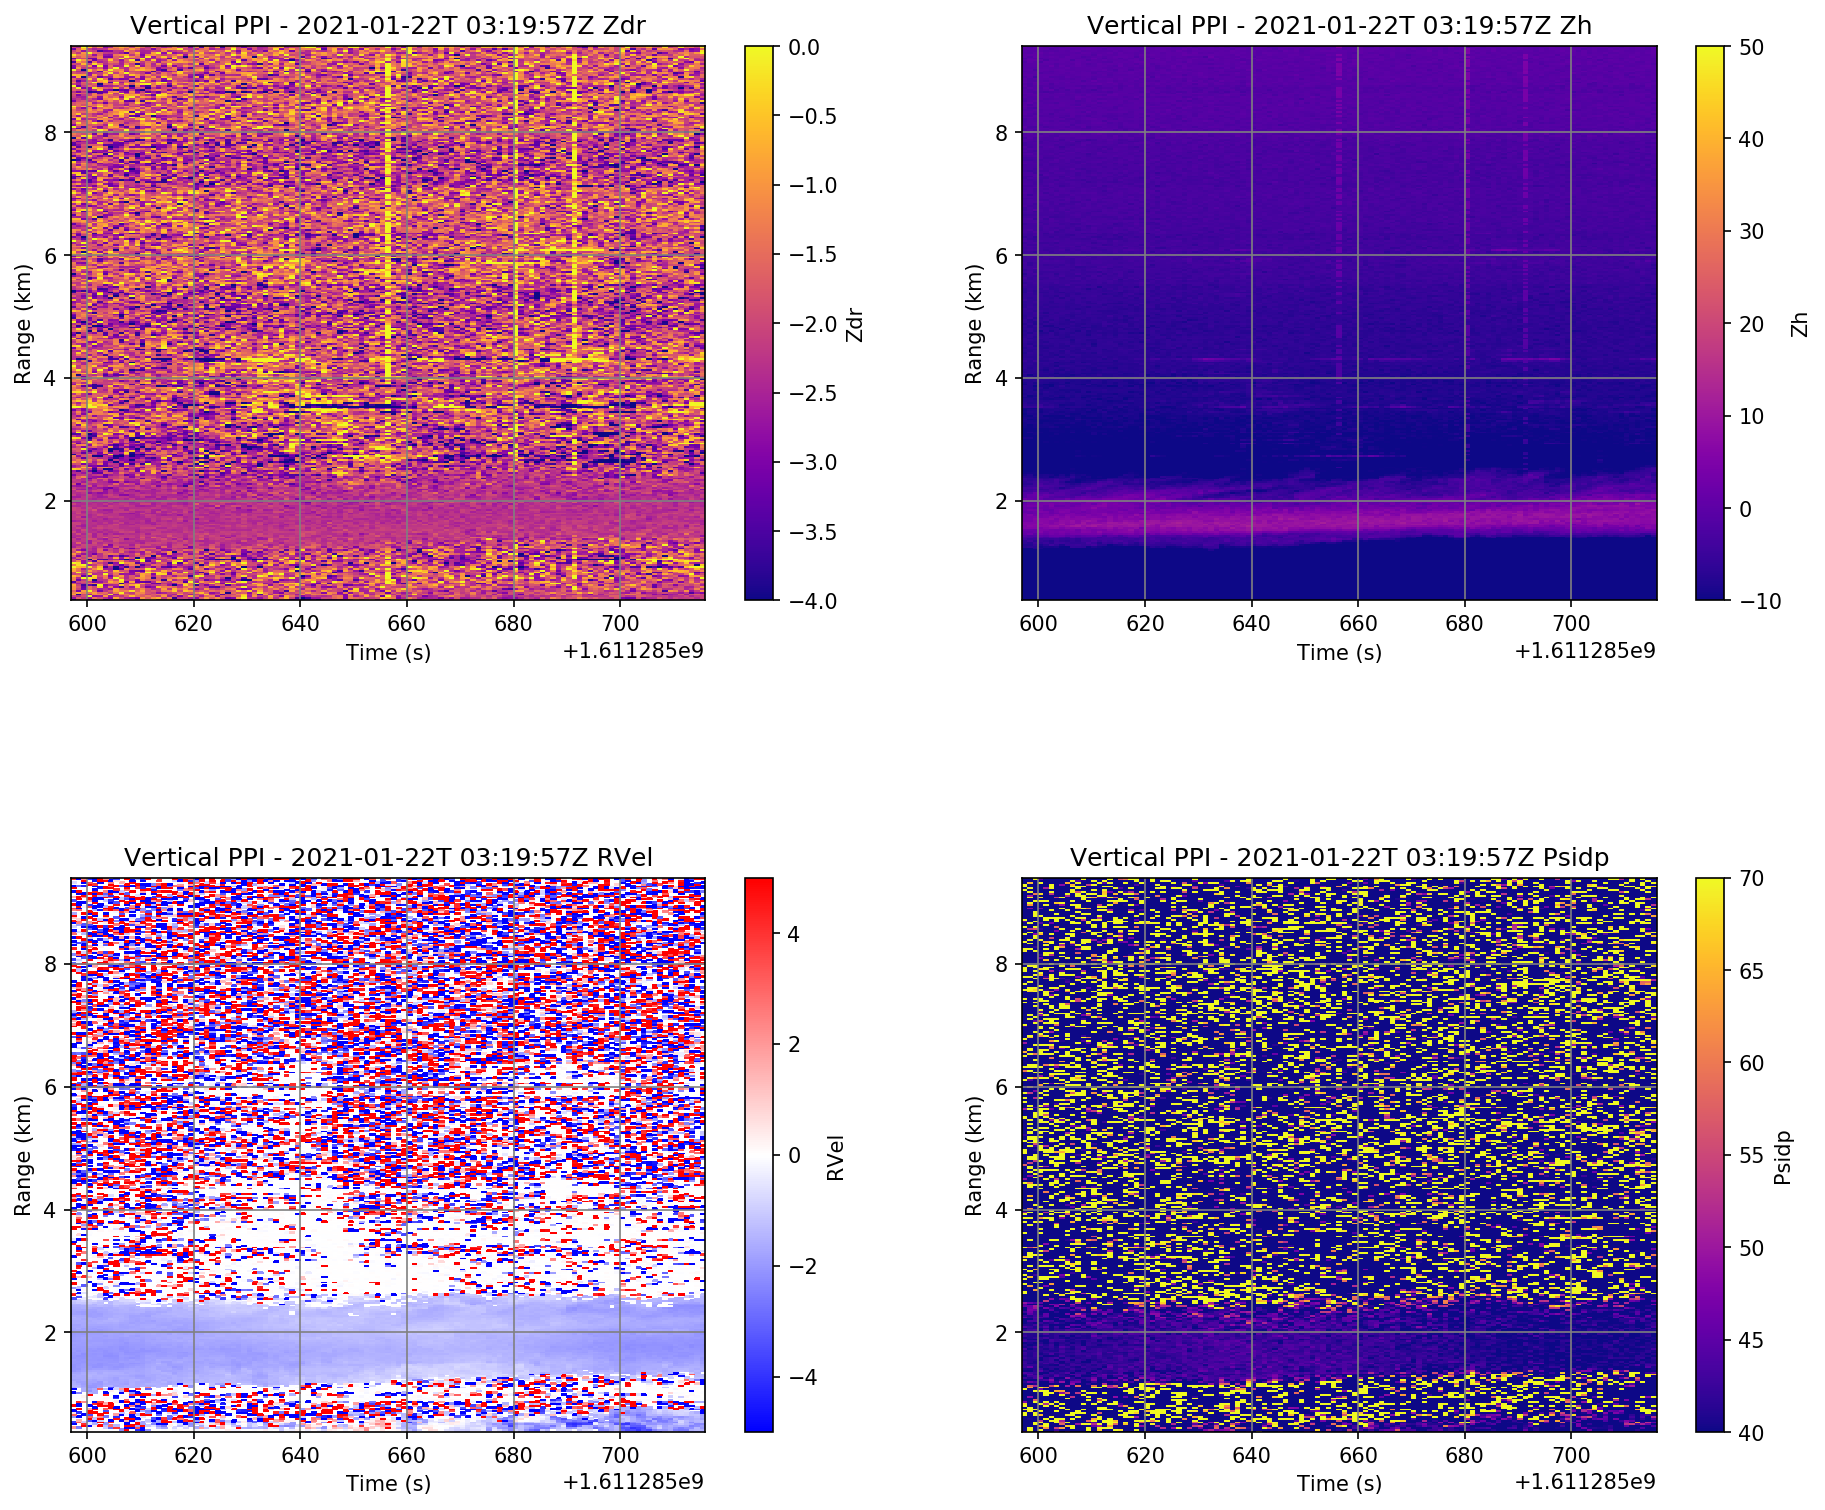 Vertical PPI - 2021-01-22T 03:19:57Z Zdr
Range (km)
8
6
4
2
600 620 640 660 680 700
Time (s)
+1.611285e9
0.0
−0.5
−1.0
−1.5
−2.0
−2.5
−3.0
−3.5
−4.0
Zdr
Vertical PPI - 2021-01-22T 03:19:57Z Zh
Range (km)
8
6
4
2
600 620 640 660 680 700
Time (s)
+1.611285e9
50
40
30
20
10
0
−10
Zh
Vertical PPI - 2021-01-22T 03:19:57Z RVel
Range (km)
8
6
4
2
600 620 640 660 680 700
Time (s)
+1.611285e9
4
2
0
−2
−4
RVel
Vertical PPI - 2021-01-22T 03:19:57Z Psidp
Range (km)
8
6
4
2
600 620 640 660 680 700
Time (s)
+1.611285e9
70
65
60
55
50
45
40
Psidp